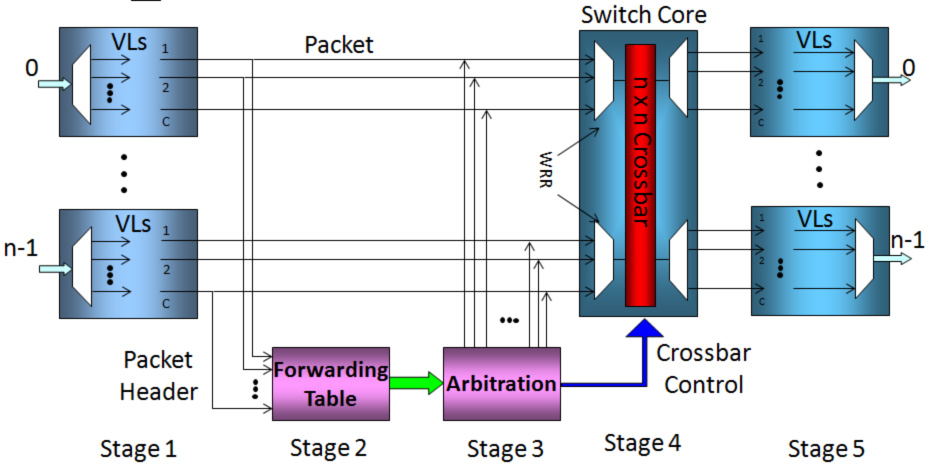 Switch Core
VLs
1
Packet
VLs
1
0
2
C
2
c
0
n x n Crossbar
WRR
VLs
1
VLs
1
n-1
2
C
2
c
n-1
Packet
Header
Forwarding
Table
Arbitration
Crossbar
Control
Stage 1
Stage 2
Stage 3
Stage 4
Stage 5